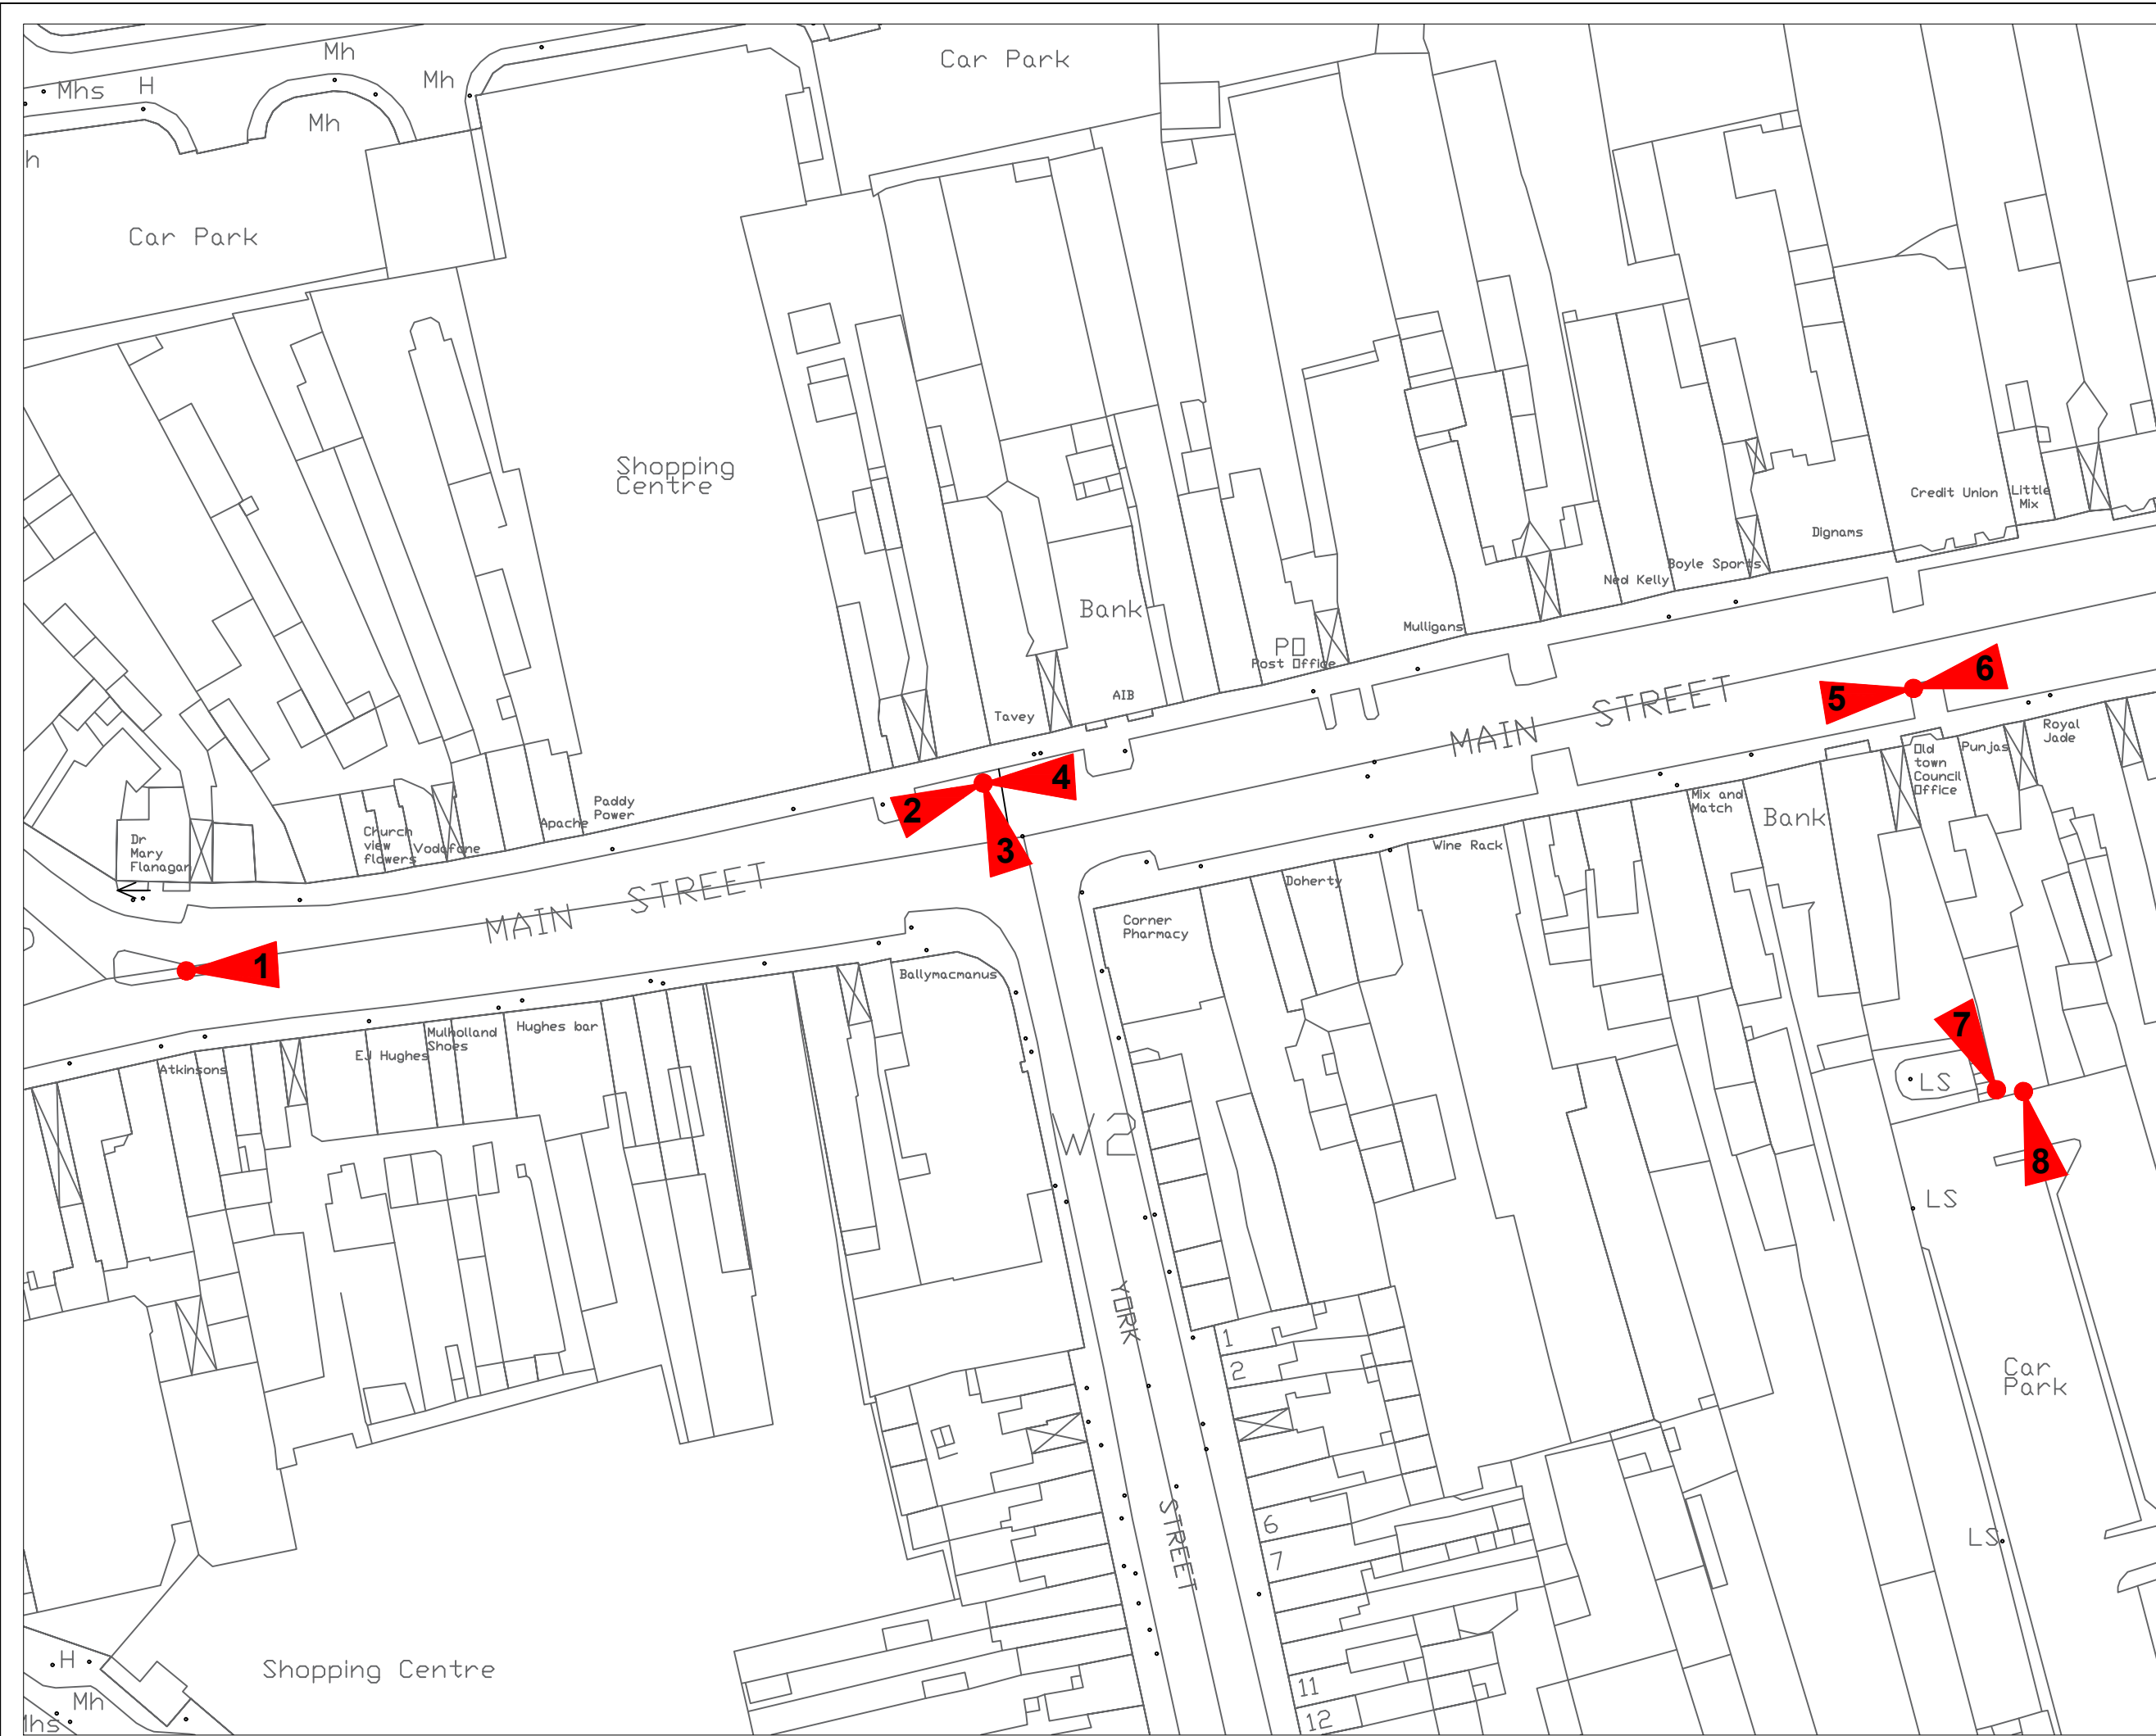 Mh
Mh
Car Park
Mhs
H
Mh
h
Car Park
Shopping
Centre
Credit Union
Little
Mix
Dignams
Boyle Sports
Ned Kelly
Bank
Mulligans
PO
Post Office
AIB
Tavey
MAIN STREET
5
6
Royal
Jade
Punjas
Old
town
Council
Office
Mix and
Match
Bank
Wine Rack
2
4
3
Paddy
Power
Apache
Church
view
flowers
Vodafone
Dr
Mary
Flanagan
MAIN STREET
Doherty
Corner
Pharmacy
1
Ballymacmanus
Hughes bar
Mulholland
Shoes
EJ Hughes
Atkinsons
7
LS
8
W2
LS
YORK
STREET
1
2
Car
Park
6
7
LS
11
12
H
Shopping Centre
Mh
Mhs